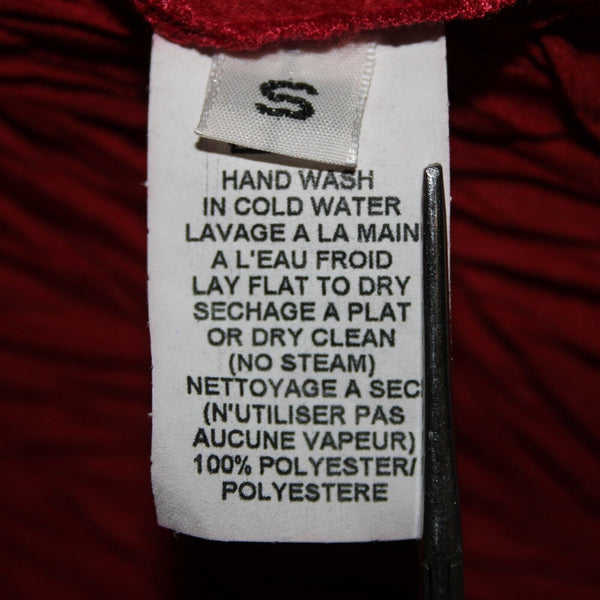 S
HAND WASH
IN COLD WATER
LAVAGE A LA MAIN
A L'EAU FROID
LAY FLAT TO DRY
SECHAGE A PLAT
OR DRY CLEAN
(NO STEAM)
NETTOYAGE A SEC
(N'UTILISER PAS
AUCUNE VAPEUR)
100% POLYESTER/
POLYESTERE